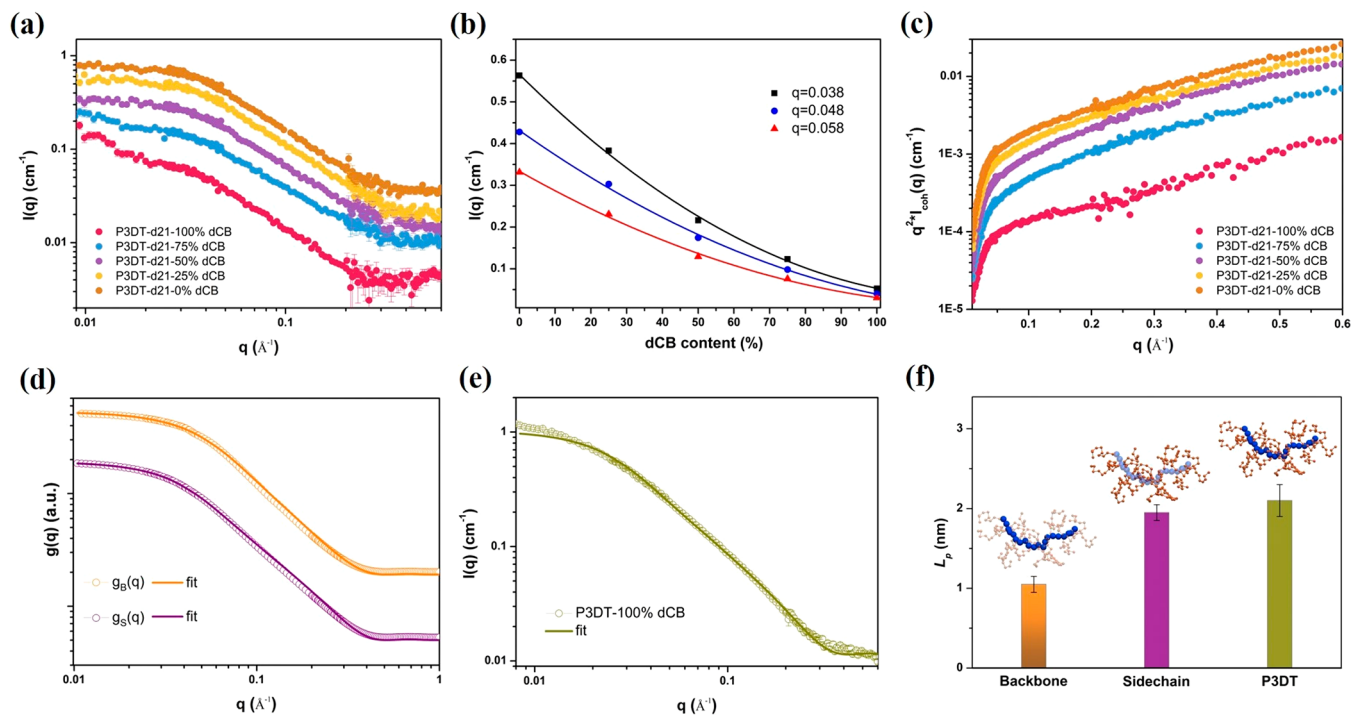 (a)
I(q) (cm⁻¹)
1
0.1
0.01
P3DT-d21-100% dCB
P3DT-d21-75% dCB
P3DT-d21-50% dCB
P3DT-d21-25% dCB
P3DT-d21-0% dCB
0.01
0.1
q (Å⁻¹)
(b)
I(q) (cm⁻¹)
0.6
0.5
0.4
0.3
0.2
0.1
q=0.038
q=0.048
q=0.058
0 10 20 30 40 50 60 70 80 90 100
dCB content (%)
(c)
q²*I_coh(q) (cm⁻¹)
0.01
1E-3
1E-4
1E-5
P3DT-d21-100% dCB
P3DT-d21-75% dCB
P3DT-d21-50% dCB
P3DT-d21-25% dCB
P3DT-d21-0% dCB
0.1 0.2 0.3 0.4 0.5 0.6
q (Å⁻¹)
(d)
g(q) (a.u.)
g_B(q) fit
g_S(q) fit
0.01 0.1 1
q (Å⁻¹)
(e)
I(q) (cm⁻¹)
1
0.1
0.01
P3DT-100% dCB
fit
0.01 0.1
q (Å⁻¹)
(f)
L_p (nm)
3
2
1
0
Backbone Sidechain P3DT